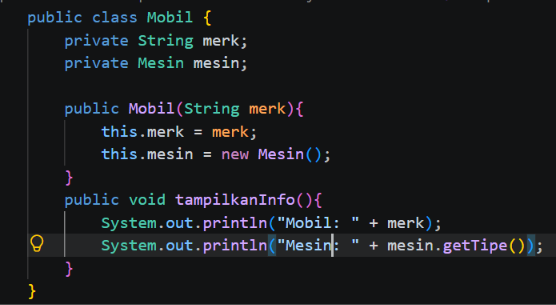 public class Mobil {
    private String merk;
    private Mesin mesin;

    public Mobil(String merk){
        this.merk = merk;
        this.mesin = new Mesin();
    }
    public void tampilkanInfo(){
        System.out.println("Mobil: " + merk);
        System.out.println("Mesin: " + mesin.getTipe());
    }
}